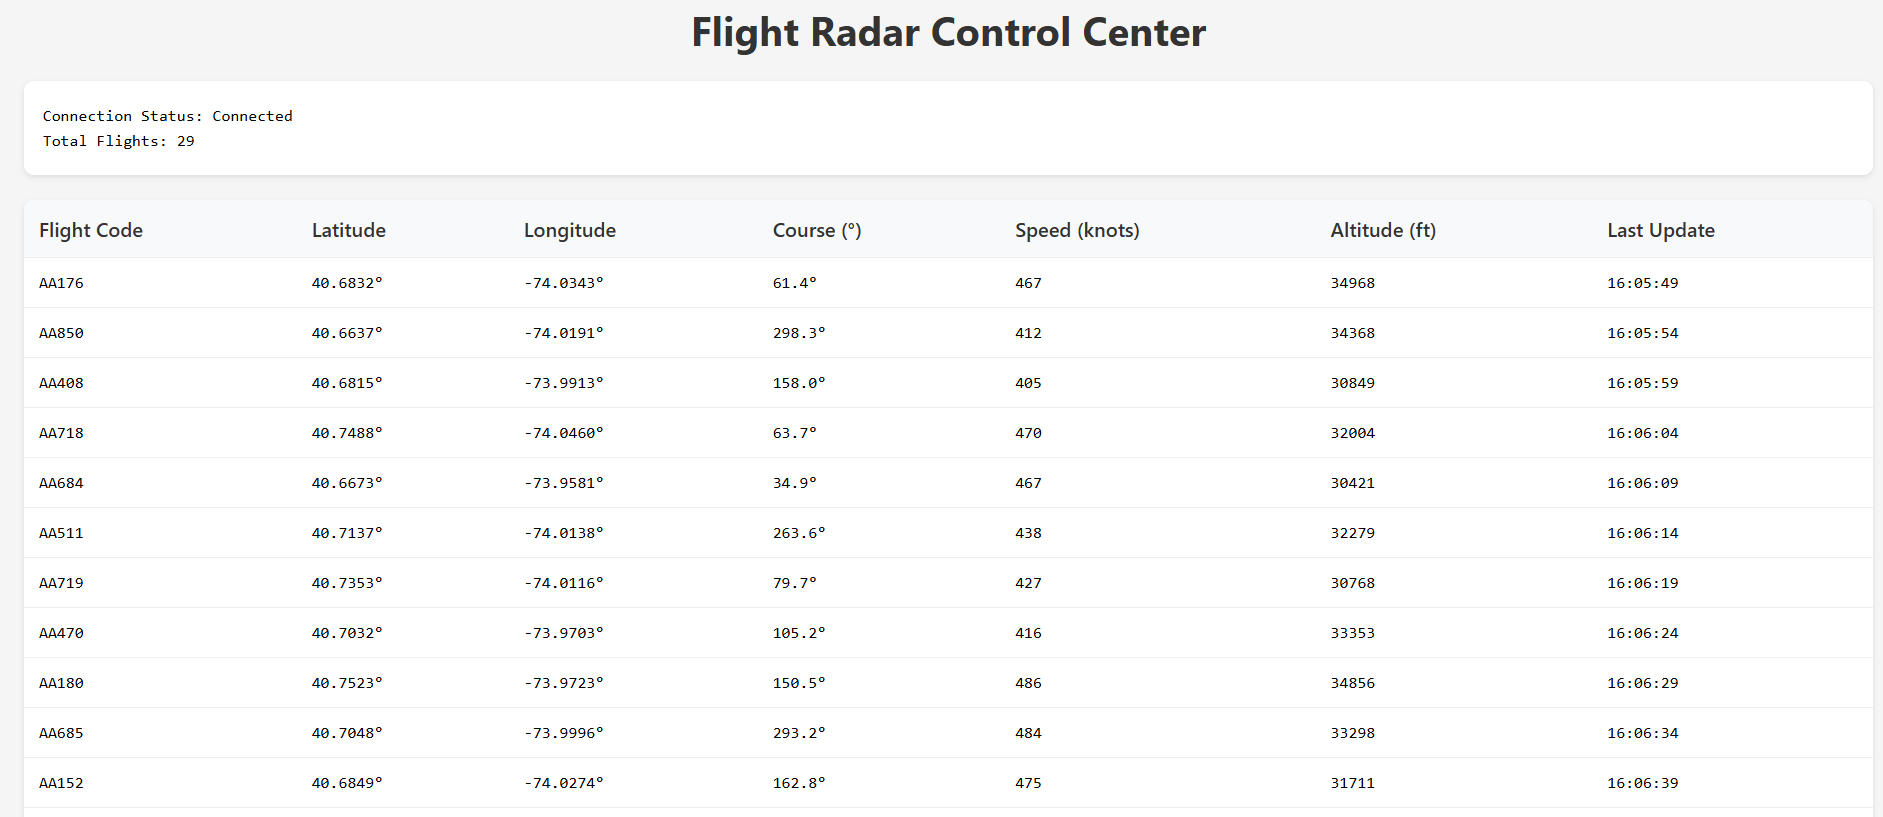 Flight Radar Control Center
Connection Status: Connected
Total Flights: 29
Flight Code Latitude Longitude Course (°) Speed (knots) Altitude (ft) Last Update
AA176 40.6832° -74.0343° 61.4° 467 34968 16:05:49
AA850 40.6637° -74.0191° 298.3° 412 34368 16:05:54
AA408 40.6815° -73.9913° 158.0° 405 30849 16:05:59
AA718 40.7488° -74.0460° 63.7° 470 32004 16:06:04
AA684 40.6673° -73.9581° 34.9° 467 30421 16:06:09
AA511 40.7137° -74.0138° 263.6° 438 32279 16:06:14
AA719 40.7353° -74.0116° 79.7° 427 30768 16:06:19
AA470 40.7032° -73.9703° 105.2° 416 33353 16:06:24
AA180 40.7523° -73.9723° 150.5° 486 34856 16:06:29
AA685 40.7048° -73.9996° 293.2° 484 33298 16:06:34
AA152 40.6849° -74.0274° 162.8° 475 31711 16:06:39